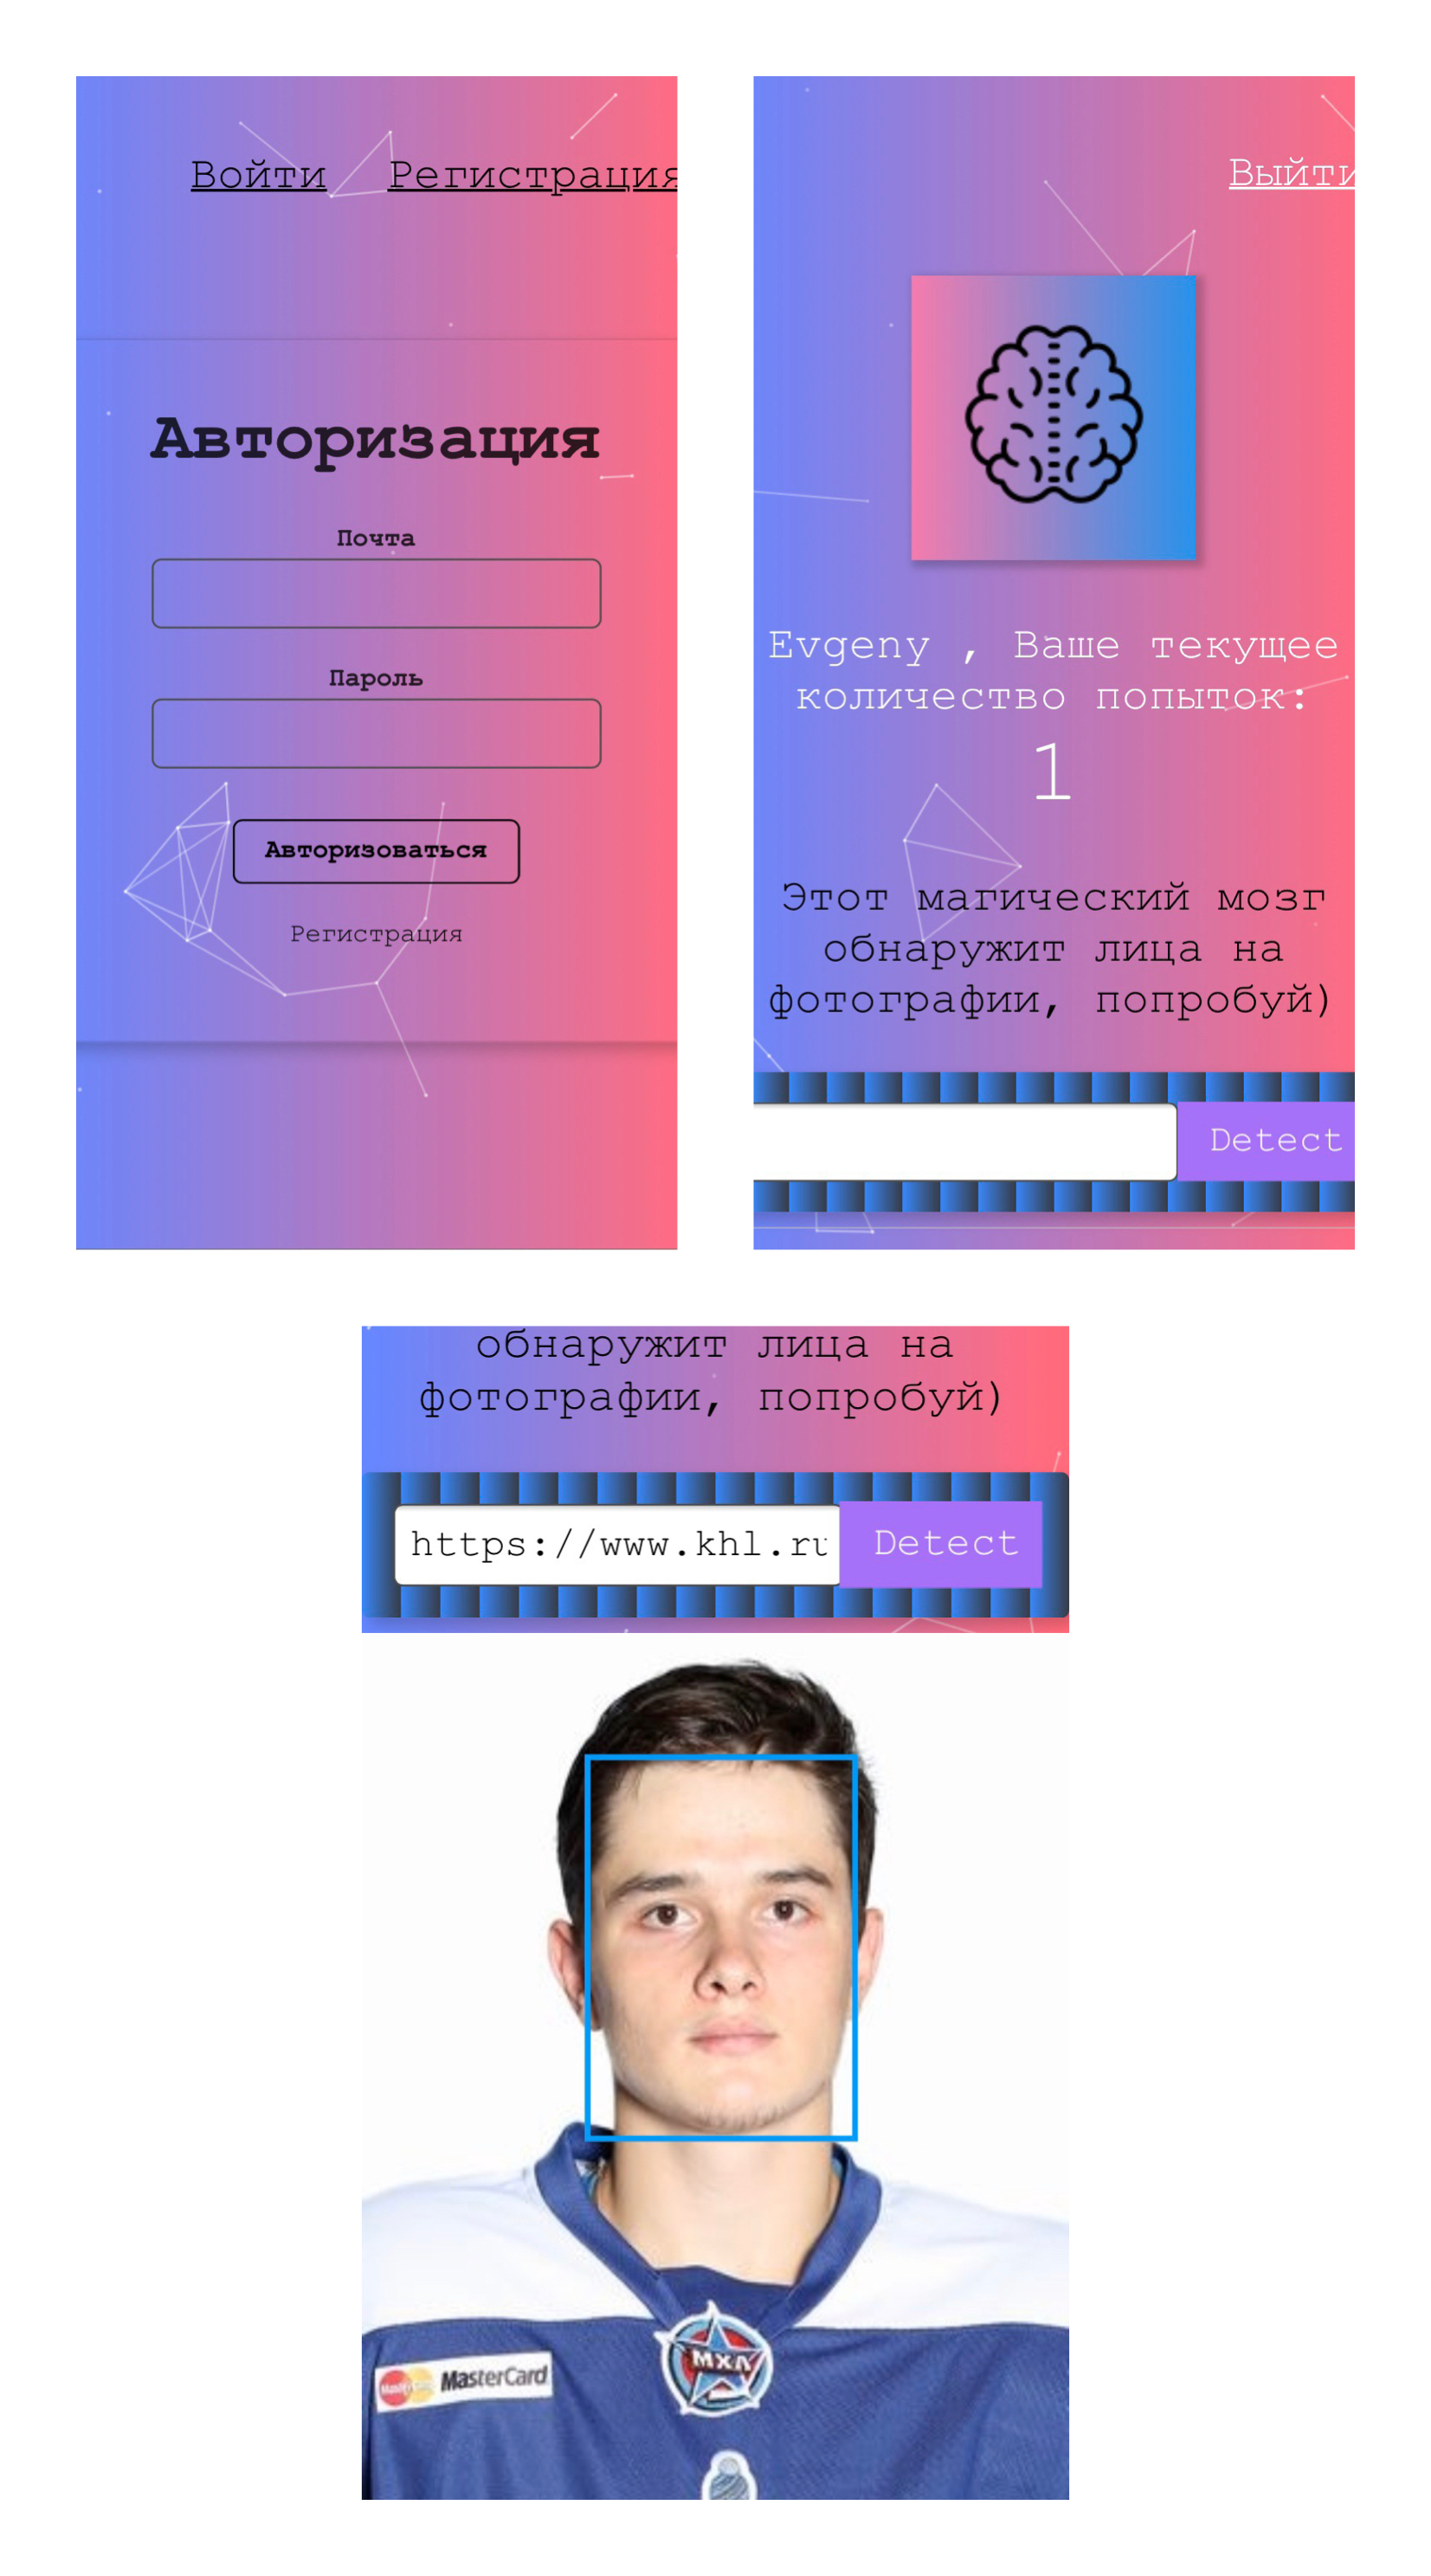 Войти Регистрация
Авторизация
Почта
Пароль
Авторизоваться
Регистрация
Выйти
Evgeny , Ваше текущее
количество попыток:
1
Этот магический мозг
обнаружит лица на
фотографии, попробуй)
Detect
обнаружит лица на
фотографии, попробуй)
https://www.khl.ru Detect
МХЛ
MasterCard